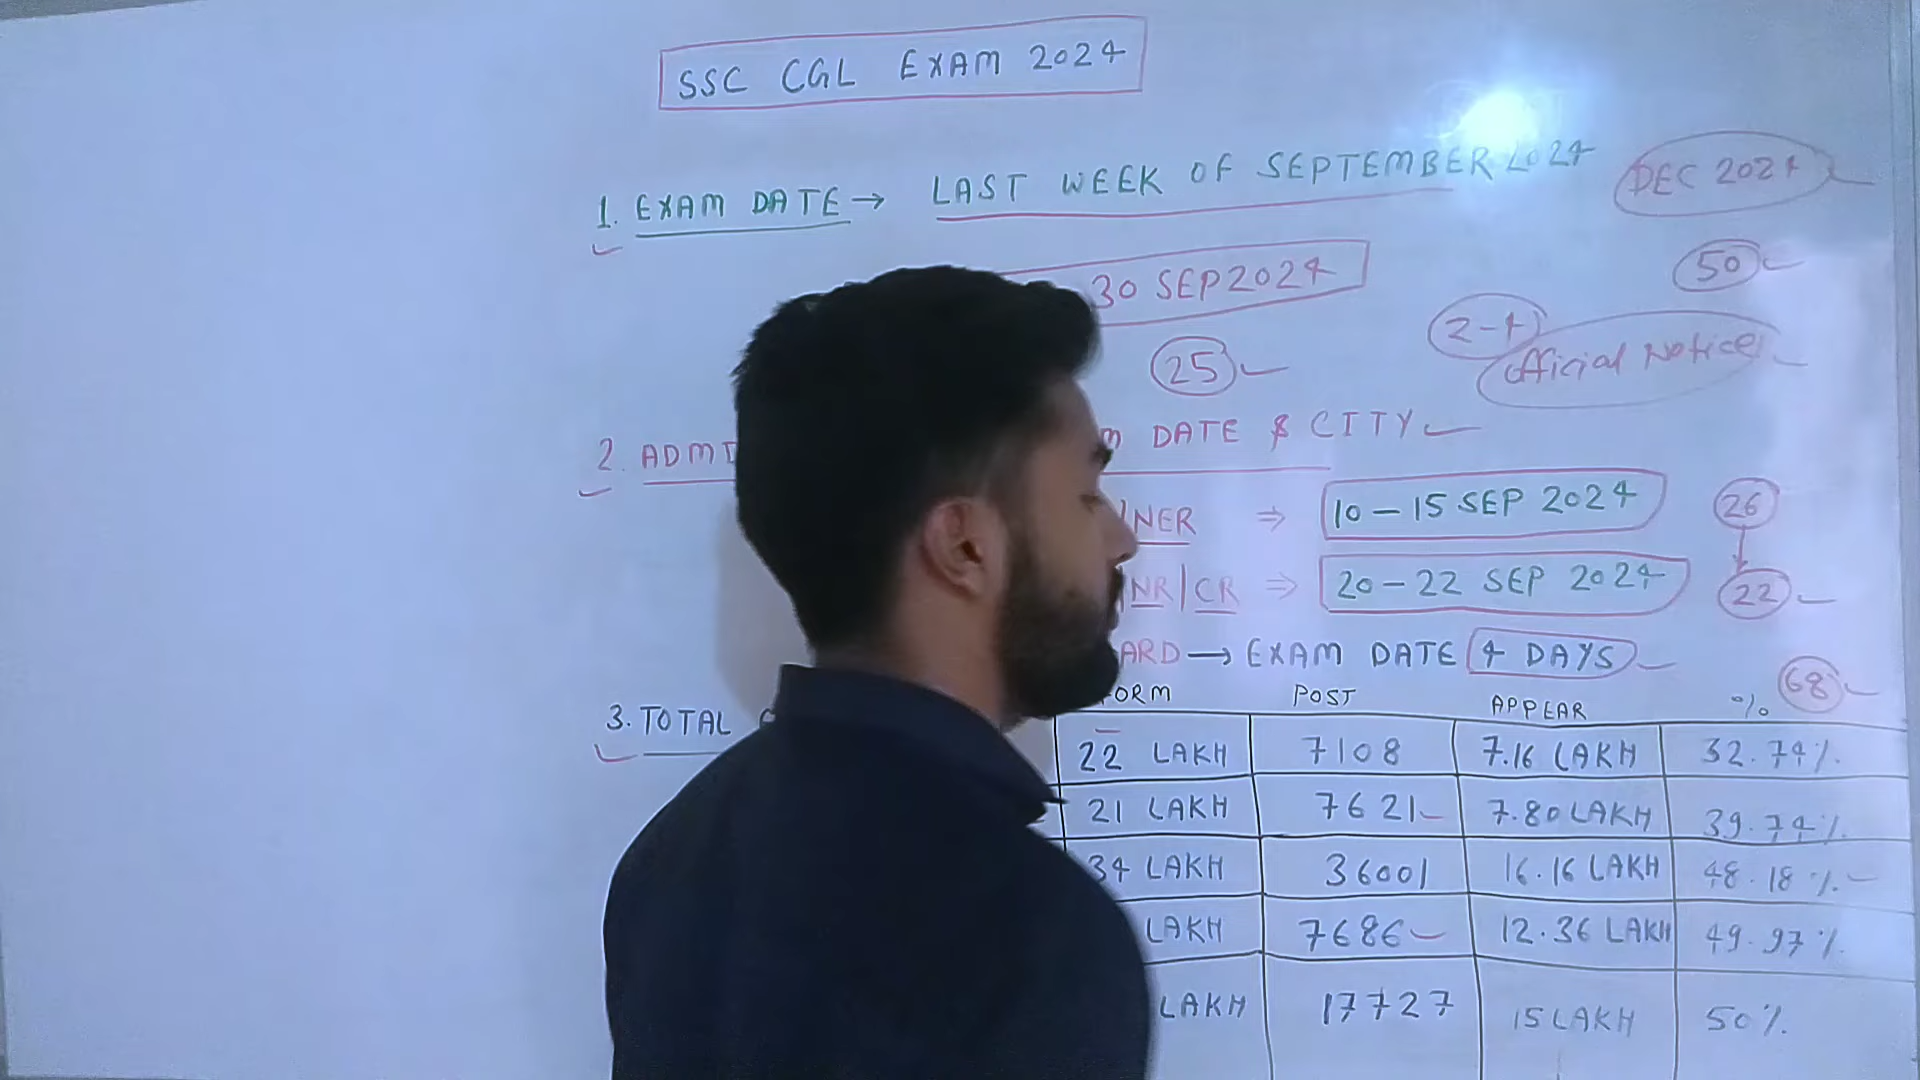 SSC CGL EXAM 2024
1. EXAM DATE → LAST WEEK OF SEPTEMBER 2024
DEC 2024
30 SEP 2024
50
25
2-4
official Notice
2. ADMI
DATE & CITY
/NER ⇒ 10 - 15 SEP 2024
26
/NR|CR ⇒ 20 - 22 SEP 2024
22
ARD → EXAM DATE 4 DAYS
68
3. TOTAL
FORM POST APPEAR %
22 LAKH 7108 7.16 LAKH 32.74%
21 LAKH 7621 7.80 LAKH 39.74%
34 LAKH 36001 16.16 LAKH 48.18%
LAKH 7686 12.36 LAKH 49.97%
LAKH 17727 15 LAKH 50%